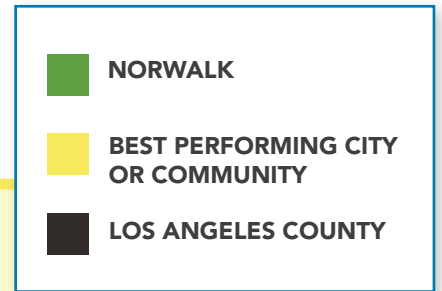 NORWALK
BEST PERFORMING CITY
OR COMMUNITY
LOS ANGELES COUNTY